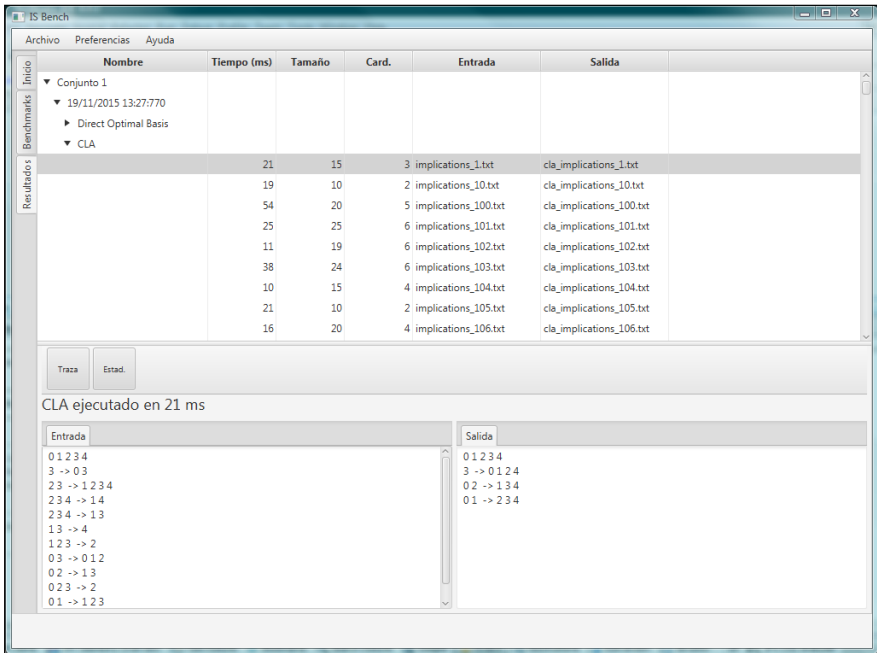 IS Bench
Archivo Preferencias Ayuda
Inicio
Benchmarks
Resultados
Nombre Tiempo (ms) Tamaño Card. Entrada Salida
Conjunto 1
19/11/2015 13:27:770
Direct Optimal Basis
CLA
21 15 3 implications_1.txt cla_implications_1.txt
19 10 2 implications_10.txt cla_implications_10.txt
54 20 5 implications_100.txt cla_implications_100.txt
25 25 6 implications_101.txt cla_implications_101.txt
11 19 6 implications_102.txt cla_implications_102.txt
38 24 6 implications_103.txt cla_implications_103.txt
10 15 4 implications_104.txt cla_implications_104.txt
21 10 2 implications_105.txt cla_implications_105.txt
16 20 4 implications_106.txt cla_implications_106.txt
Traza Estad.
CLA ejecutado en 21 ms
Entrada
0 1 2 3 4
3 -> 0 3
2 3 -> 1 2 3 4
2 3 4 -> 1 4
2 3 4 -> 1 3
1 3 -> 4
1 2 3 -> 2
0 3 -> 0 1 2
0 2 -> 1 3
0 2 3 -> 2
0 1 -> 1 2 3
Salida
0 1 2 3 4
3 -> 0 1 2 4
0 2 -> 1 3 4
0 1 -> 2 3 4